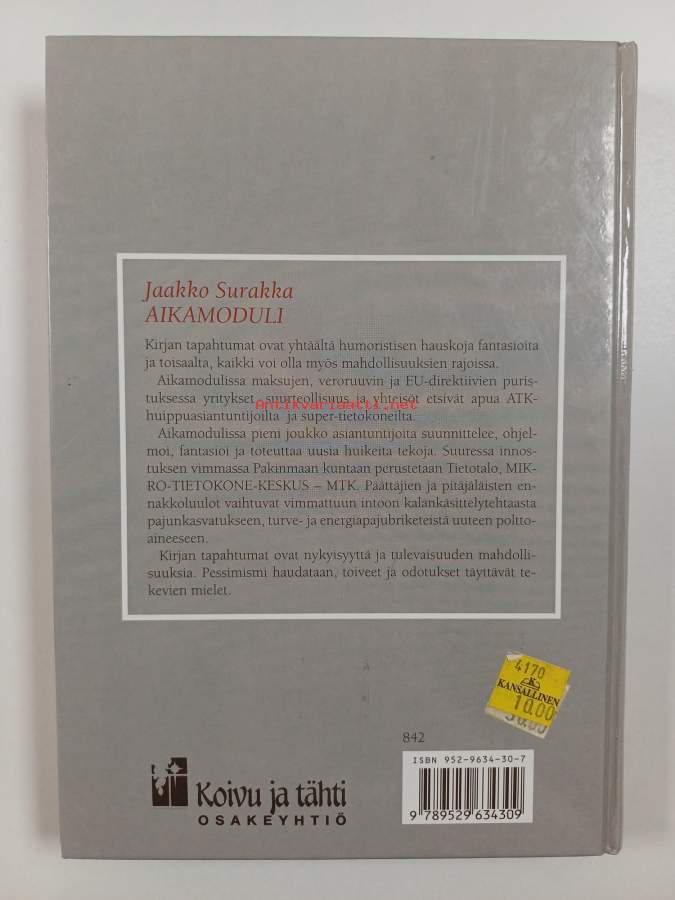 Jaakko Surakka
AIKAMODULI
Kirjan tapahtumat ovat yhtäältä humoristisen hauskoja fantasioita
ja toisaalta, kaikki voi olla myös mahdollisuuksien rajoissa.
Aikamodulissa maksujen, veroruuvin ja EU-direktiivien puris-
tuksessa yritykset, suurteollisuus ja yhteisöt etsivät apua ATK-
huippuasiantuntijoilta ja super-tietokoneilta.
Antikvariaatti.net
Aikamodulissa pieni joukko asiantuntijoita suunnittelee, ohjel-
moi, fantasioi ja toteuttaa uusia huikeita tekoja. Suuressa innos-
tuksen vimmassa Pakinmaan kuntaan perustetaan Tietotalo, MIK-
RO-TIETOKONE-KESKUS – MTK. Päättäjien ja pitäjäläisten en-
nakkoluulot vaihtuvat vimmattuun intoon kalankäsittelytehtaasta
pajunkasvatukseen, turve- ja energiapajubriketeistä uuteen poltto-
aineeseen.
Kirjan tapahtumat ovat nykyisyyttä ja tulevaisuuden mahdolli-
suuksia. Pessimismi haudataan, toiveet ja odotukset täyttävät te-
kevien mielet.
4170
K
KANSALLINEN
10.00
842
ISBN 952-9634-30-7
9 789529 634309
Koivu ja tähti
OSAKEYHTIÖ